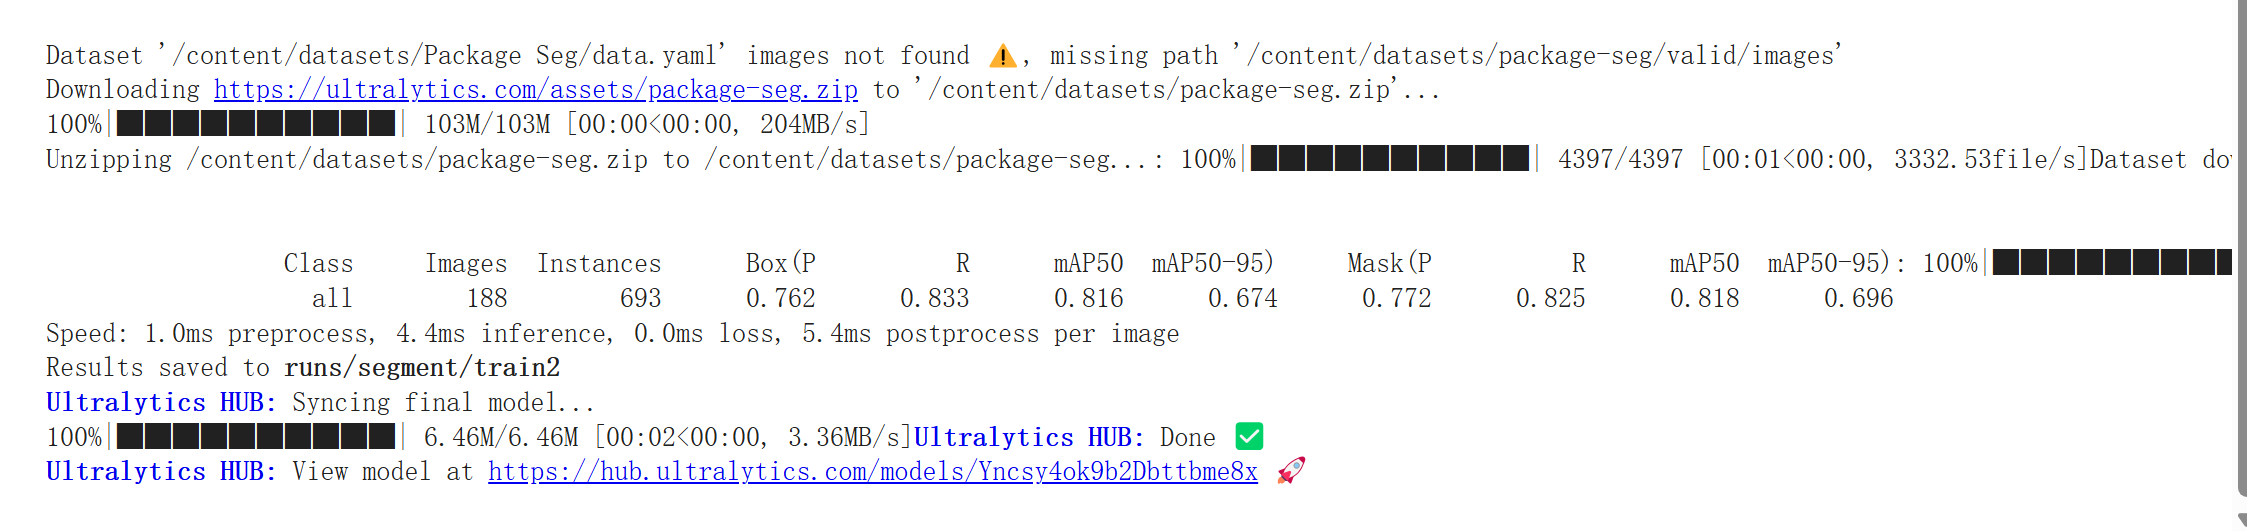 Dataset '/content/datasets/Package Seg/data.yaml' images not found ⚠️, missing path '/content/datasets/package-seg/valid/images'
Downloading https://ultralytics.com/assets/package-seg.zip to '/content/datasets/package-seg.zip'...
100%|██████████| 103M/103M [00:00<00:00, 204MB/s]
Unzipping /content/datasets/package-seg.zip to /content/datasets/package-seg...: 100%|██████████| 4397/4397 [00:01<00:00, 3332.53file/s]Dataset
Class Images Instances Box(P R mAP50 mAP50-95) Mask(P R mAP50 mAP50-95): 100%|█████████
all 188 693 0.762 0.833 0.816 0.674 0.772 0.825 0.818 0.696
Speed: 1.0ms preprocess, 4.4ms inference, 0.0ms loss, 5.4ms postprocess per image
Results saved to runs/segment/train2
Ultralytics HUB: Syncing final model...
100%|██████████| 6.46M/6.46M [00:02<00:00, 3.36MB/s]Ultralytics HUB: Done ✅
Ultralytics HUB: View model at https://hub.ultralytics.com/models/Yncsy4ok9b2Dbttbme8x 🚀